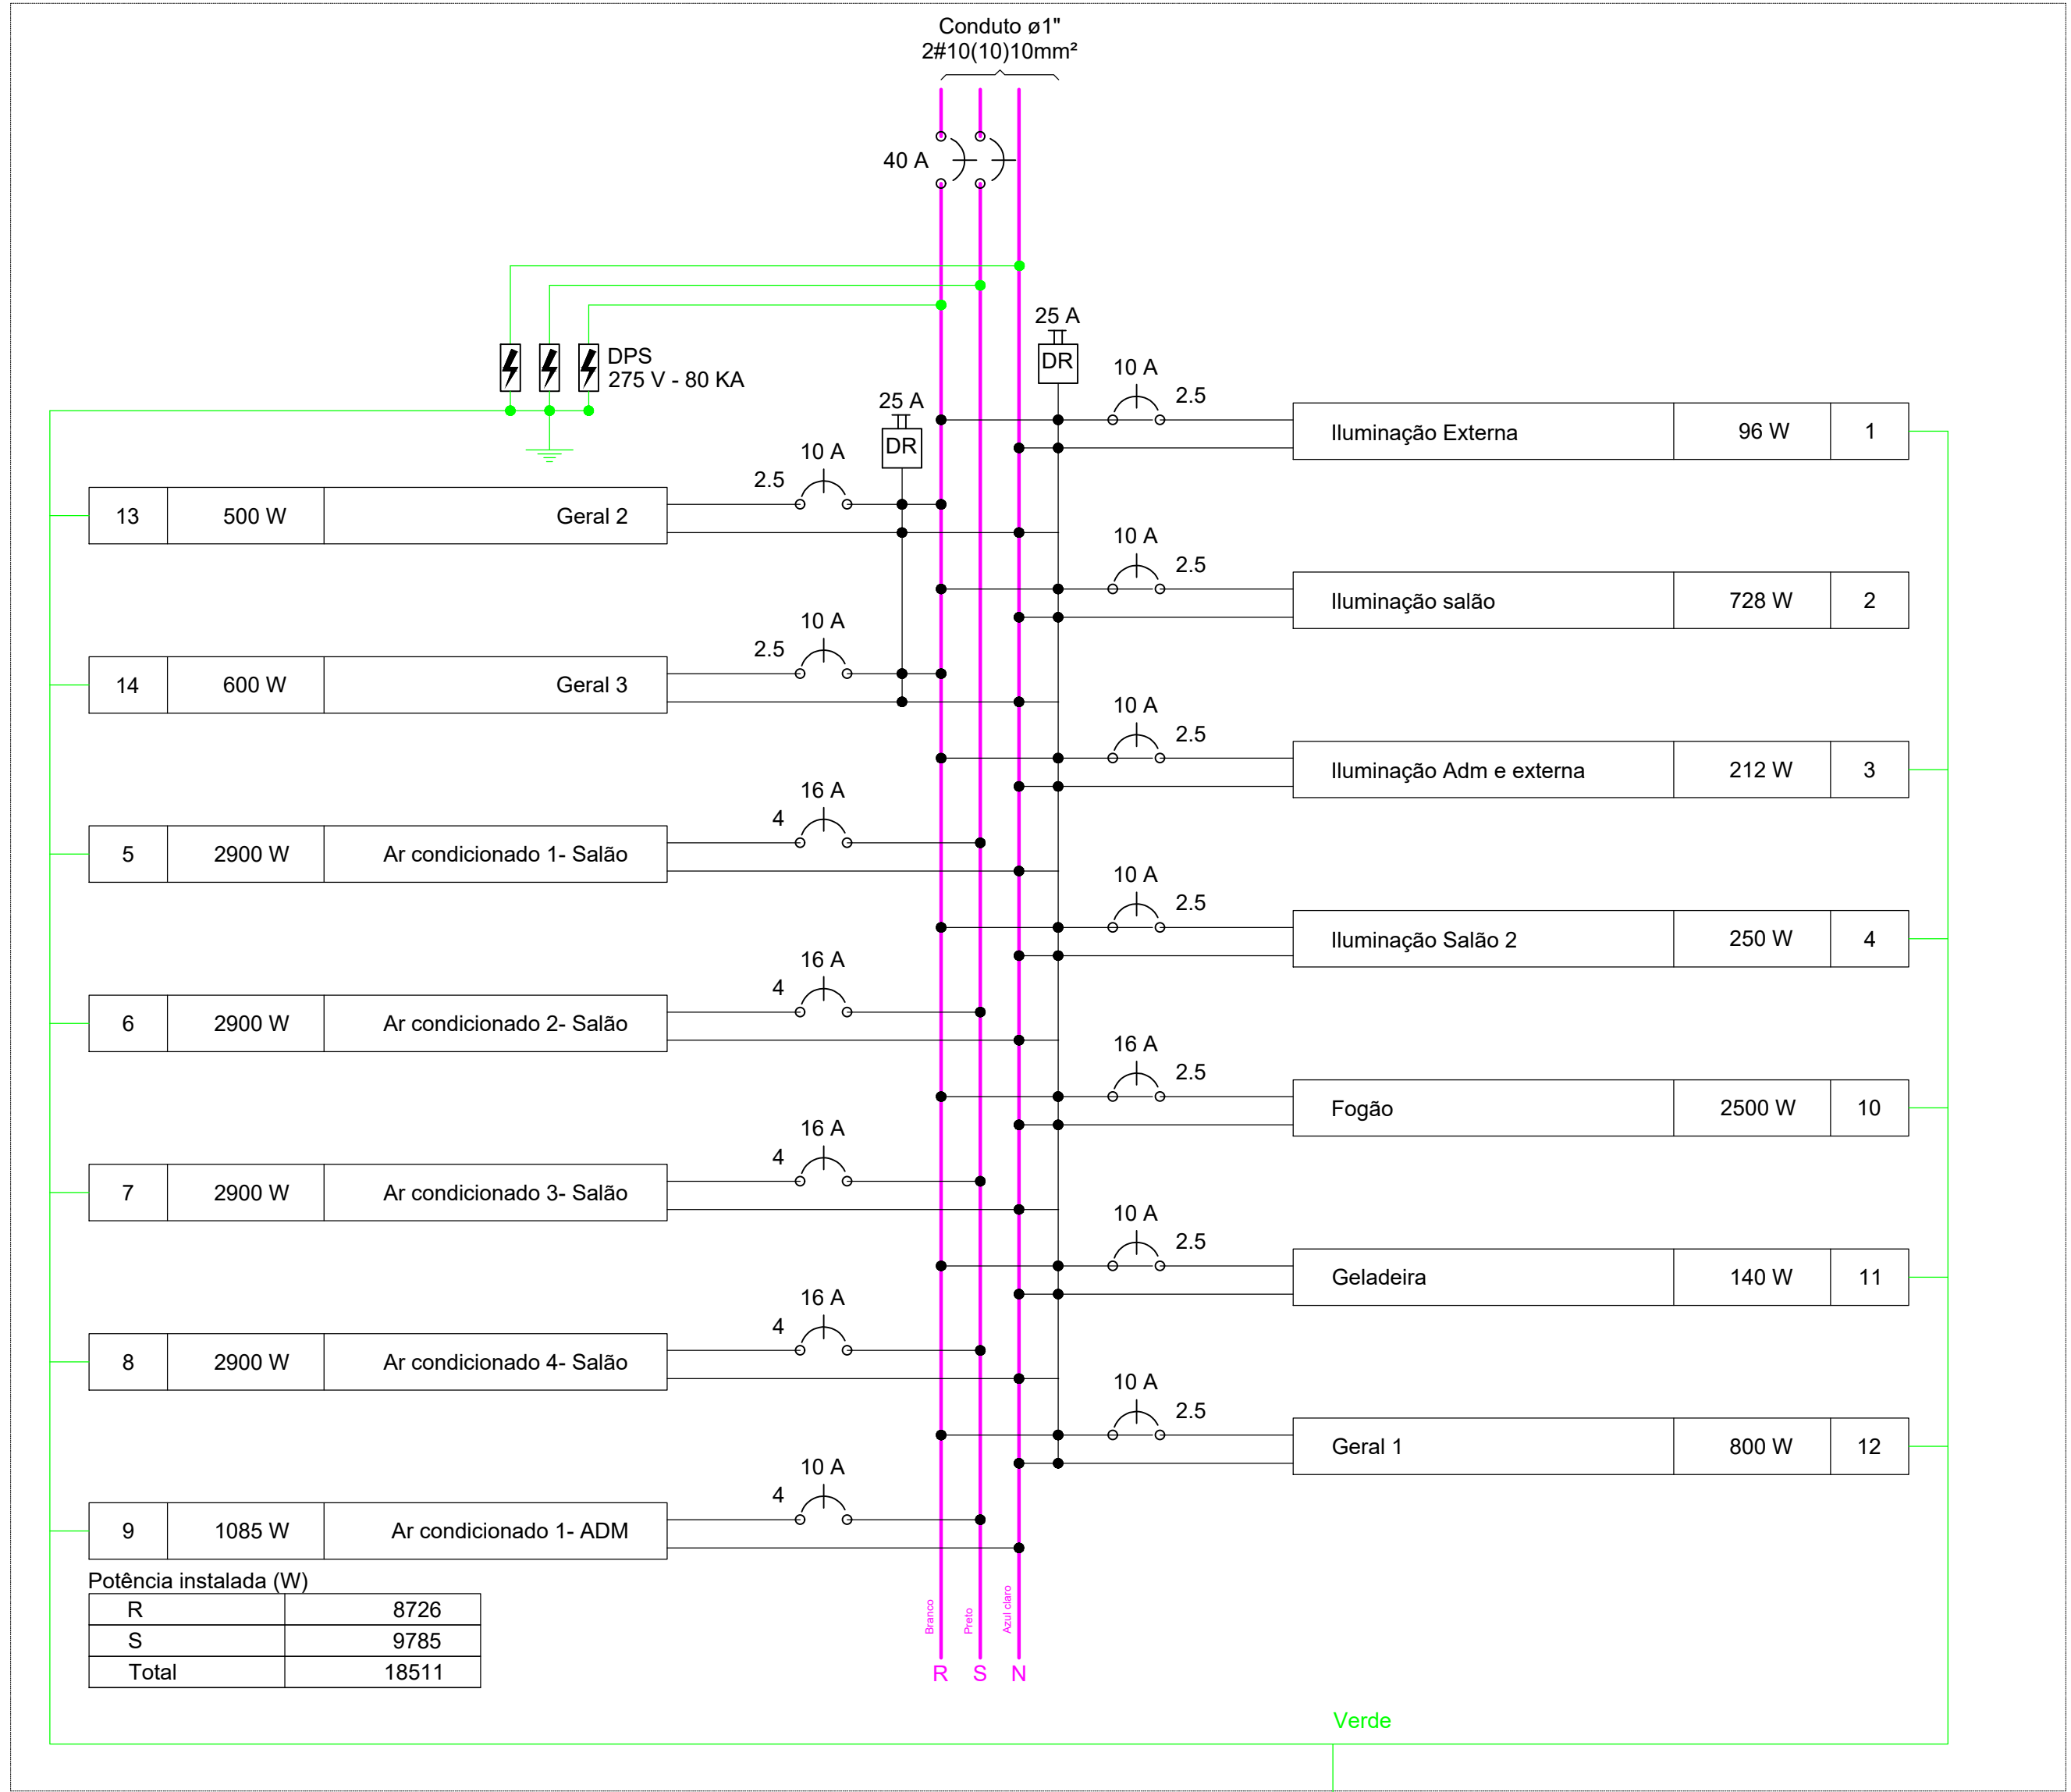 Conduto ø1"
2#10(10)10mm²
40 A
DPS
275 V - 80 KA
25 A
DR
10 A
2.5
Iluminação Externa 96 W 1
25 A
DR
10 A
2.5
13 500 W Geral 2
10 A
2.5
Iluminação salão 728 W 2
10 A
2.5
14 600 W Geral 3
10 A
2.5
Iluminação Adm e externa 212 W 3
16 A
4
5 2900 W Ar condicionado 1- Salão
10 A
2.5
Iluminação Salão 2 250 W 4
16 A
4
6 2900 W Ar condicionado 2- Salão
16 A
2.5
Fogão 2500 W 10
16 A
4
7 2900 W Ar condicionado 3- Salão
10 A
2.5
Geladeira 140 W 11
16 A
4
8 2900 W Ar condicionado 4- Salão
10 A
2.5
Geral 1 800 W 12
10 A
4
9 1085 W Ar condicionado 1- ADM
Potência instalada (W)
R 8726
S 9785
Total 18511
Branco
Preto
Azul claro
R S N
Verde